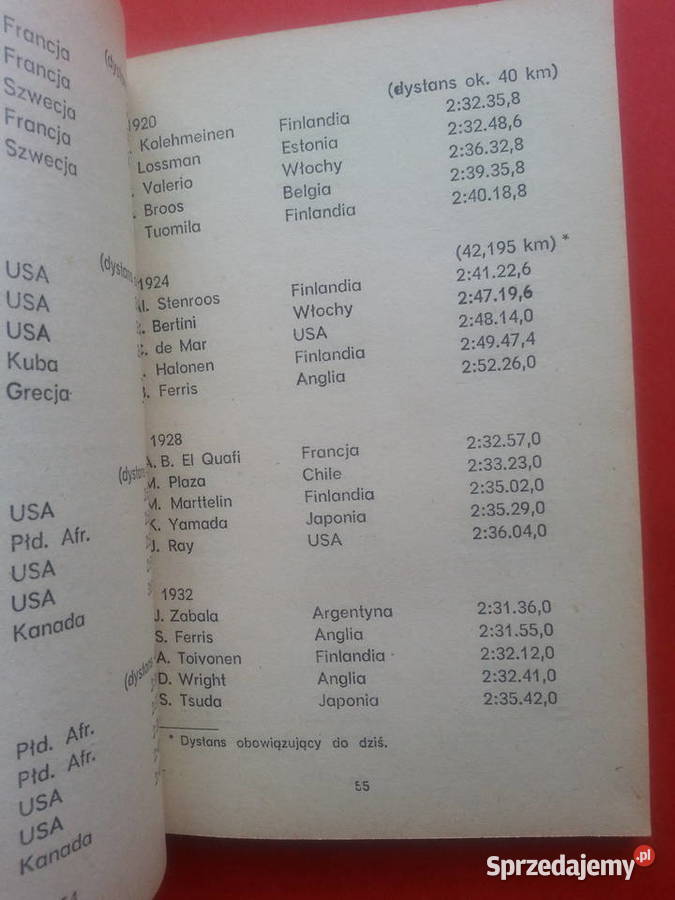 Francja
Francja
Szwecja
Francja
Szwecja
USA
USA
USA
Kuba
Grecja
USA
Płd. Afr.
USA
USA
Kanada
Płd. Afr.
Płd. Afr.
USA
USA
Kanada
(dystans ok. 40 km)
1920
Kolehmeinen Finlandia 2:32.35,8
Lossman Estonia 2:32.48,6
Valerio Włochy 2:36.32,8
Broos Belgia 2:39.35,8
Tuomila Finlandia 2:40.18,8
(42,195 km) *
1924
Stenroos Finlandia 2:41.22,6
Bertini Włochy 2:47.19,6
de Mar USA 2:48.14,0
Halonen Finlandia 2:49.47,4
Ferris Anglia 2:52.26,0
1928
A. B. El Quafi Francja 2:32.57,0
M. Plaza Chile 2:33.23,0
M. Marttelin Finlandia 2:35.02,0
K. Yamada Japonia 2:35.29,0
J. Ray USA 2:36.04,0
1932
J. Zabala Argentyna 2:31.36,0
S. Ferris Anglia 2:31.55,0
A. Toivonen Finlandia 2:32.12,0
D. Wright Anglia 2:32.41,0
S. Tsuda Japonia 2:35.42,0
* Dystans obowiązujący do dziś.
55
Sprzedajemy.pl